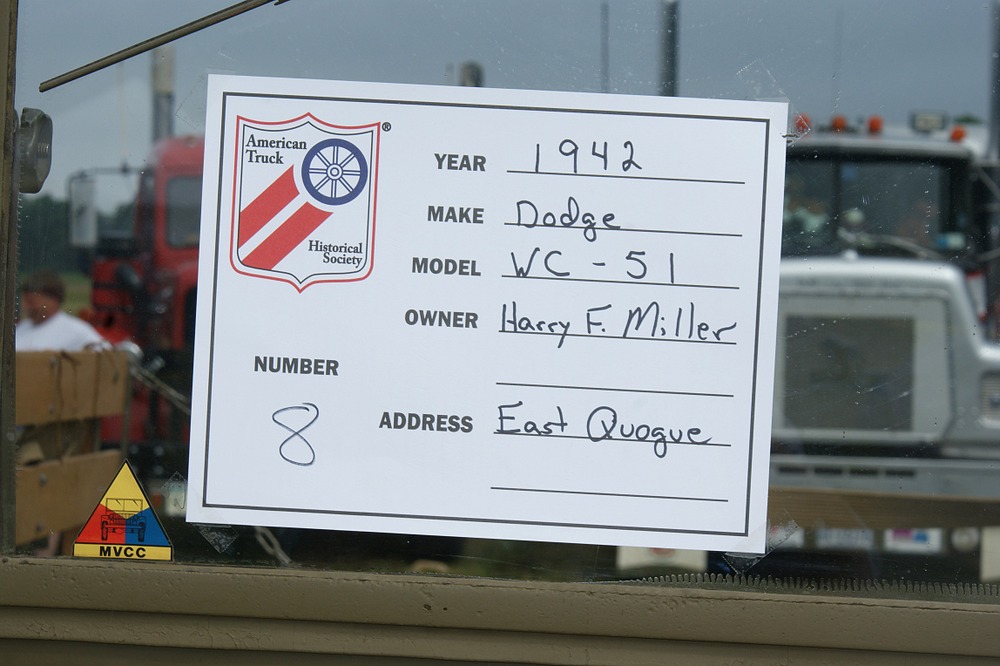 American
Truck
®
Historical
Society
YEAR 1942
MAKE Dodge
MODEL WC - 51
OWNER Harry F. Miller
NUMBER
8
ADDRESS East Quogue
MVCC